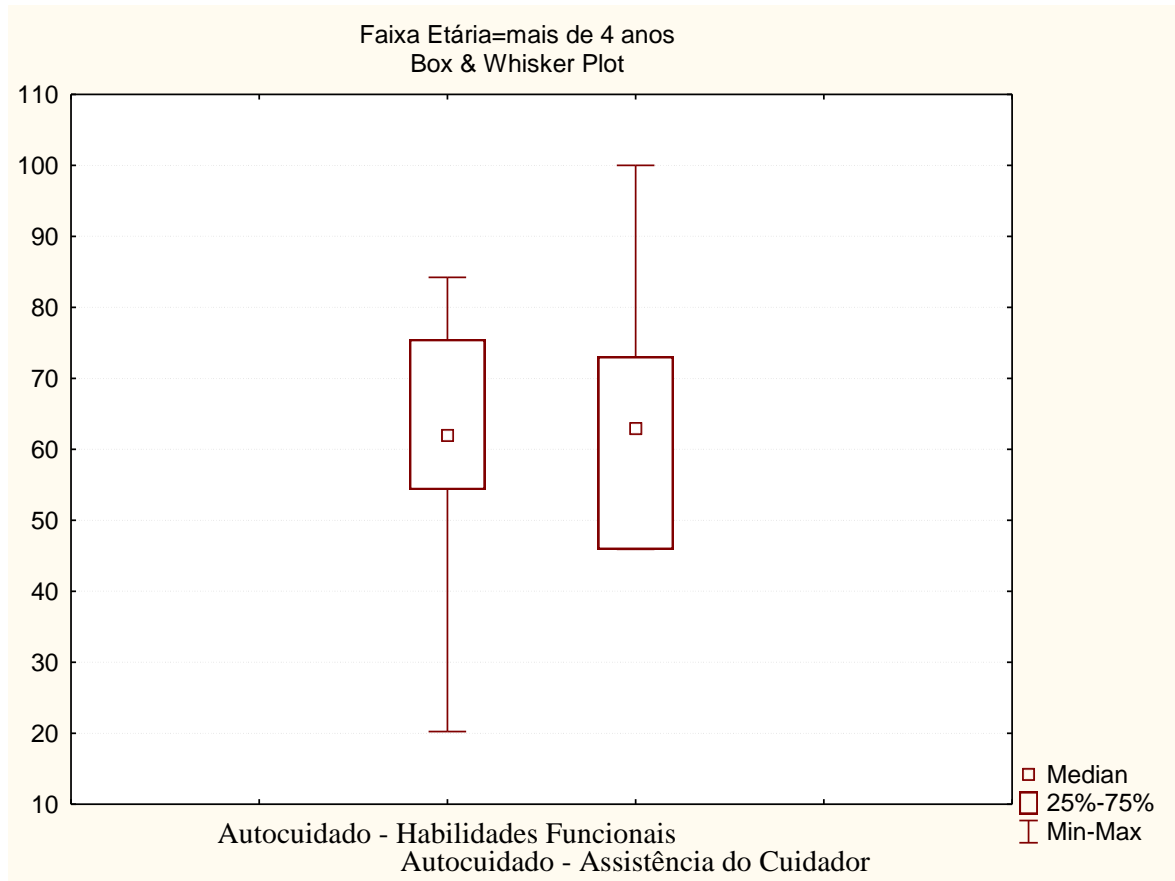 Faixa Etária=mais de 4 anos
Box & Whisker Plot
110
100
90
80
70
60
50
40
30
20
10
Autocuidado - Habilidades Funcionais
Autocuidado - Assistência do Cuidador
Median
25%-75%
Min-Max